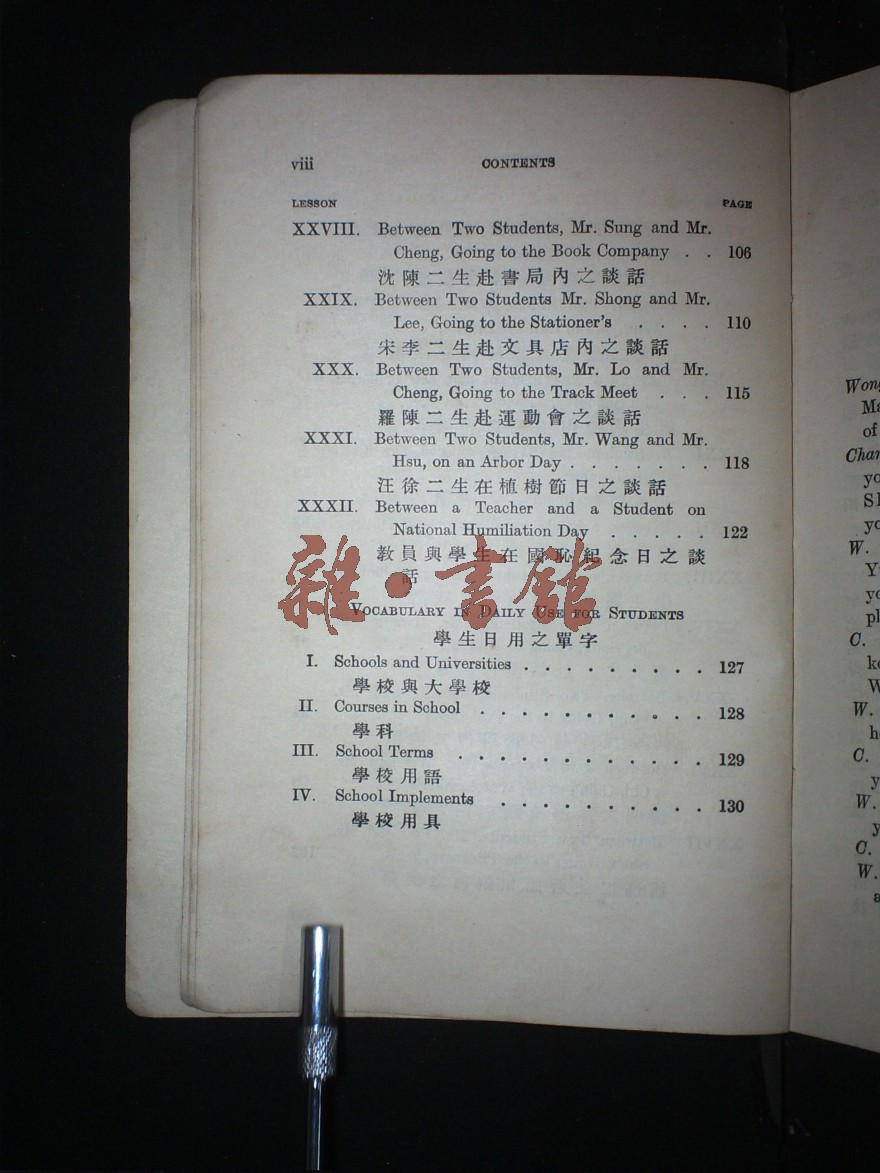 viii CONTENTS
LESSON PAGE
XXVIII. Between Two Students, Mr. Sung and Mr.
Cheng, Going to the Book Company . . 106
沈陳二生赴書局內之談話
XXIX. Between Two Students Mr. Shong and Mr.
Lee, Going to the Stationer's . . . . 110
宋李二生赴文具店內之談話
XXX. Between Two Students, Mr. Lo and Mr.
Cheng, Going to the Track Meet . . . 115
羅陳二生赴運動會之談話
XXXI. Between Two Students, Mr. Wang and Mr.
Hsu, on an Arbor Day . . . . . . . 118
汪徐二生在植樹節日之談話
XXXII. Between a Teacher and a Student on
National Humiliation Day . . . . . 122
教員與學生在國恥紀念日之談
話
雜·書館
VOCABULARY IN DAILY USE FOR STUDENTS
學生日用之單字
I. Schools and Universities . . . . . . . . . 127
學校與大學校
II. Courses in School . . . . . . . . . . 128
學科
III. School Terms . . . . . . . . . . . 129
學校用語
IV. School Implements . . . . . . . . . 130
學校用具
Wong
of
W.
C.
W.
C.
W.
C.
W.